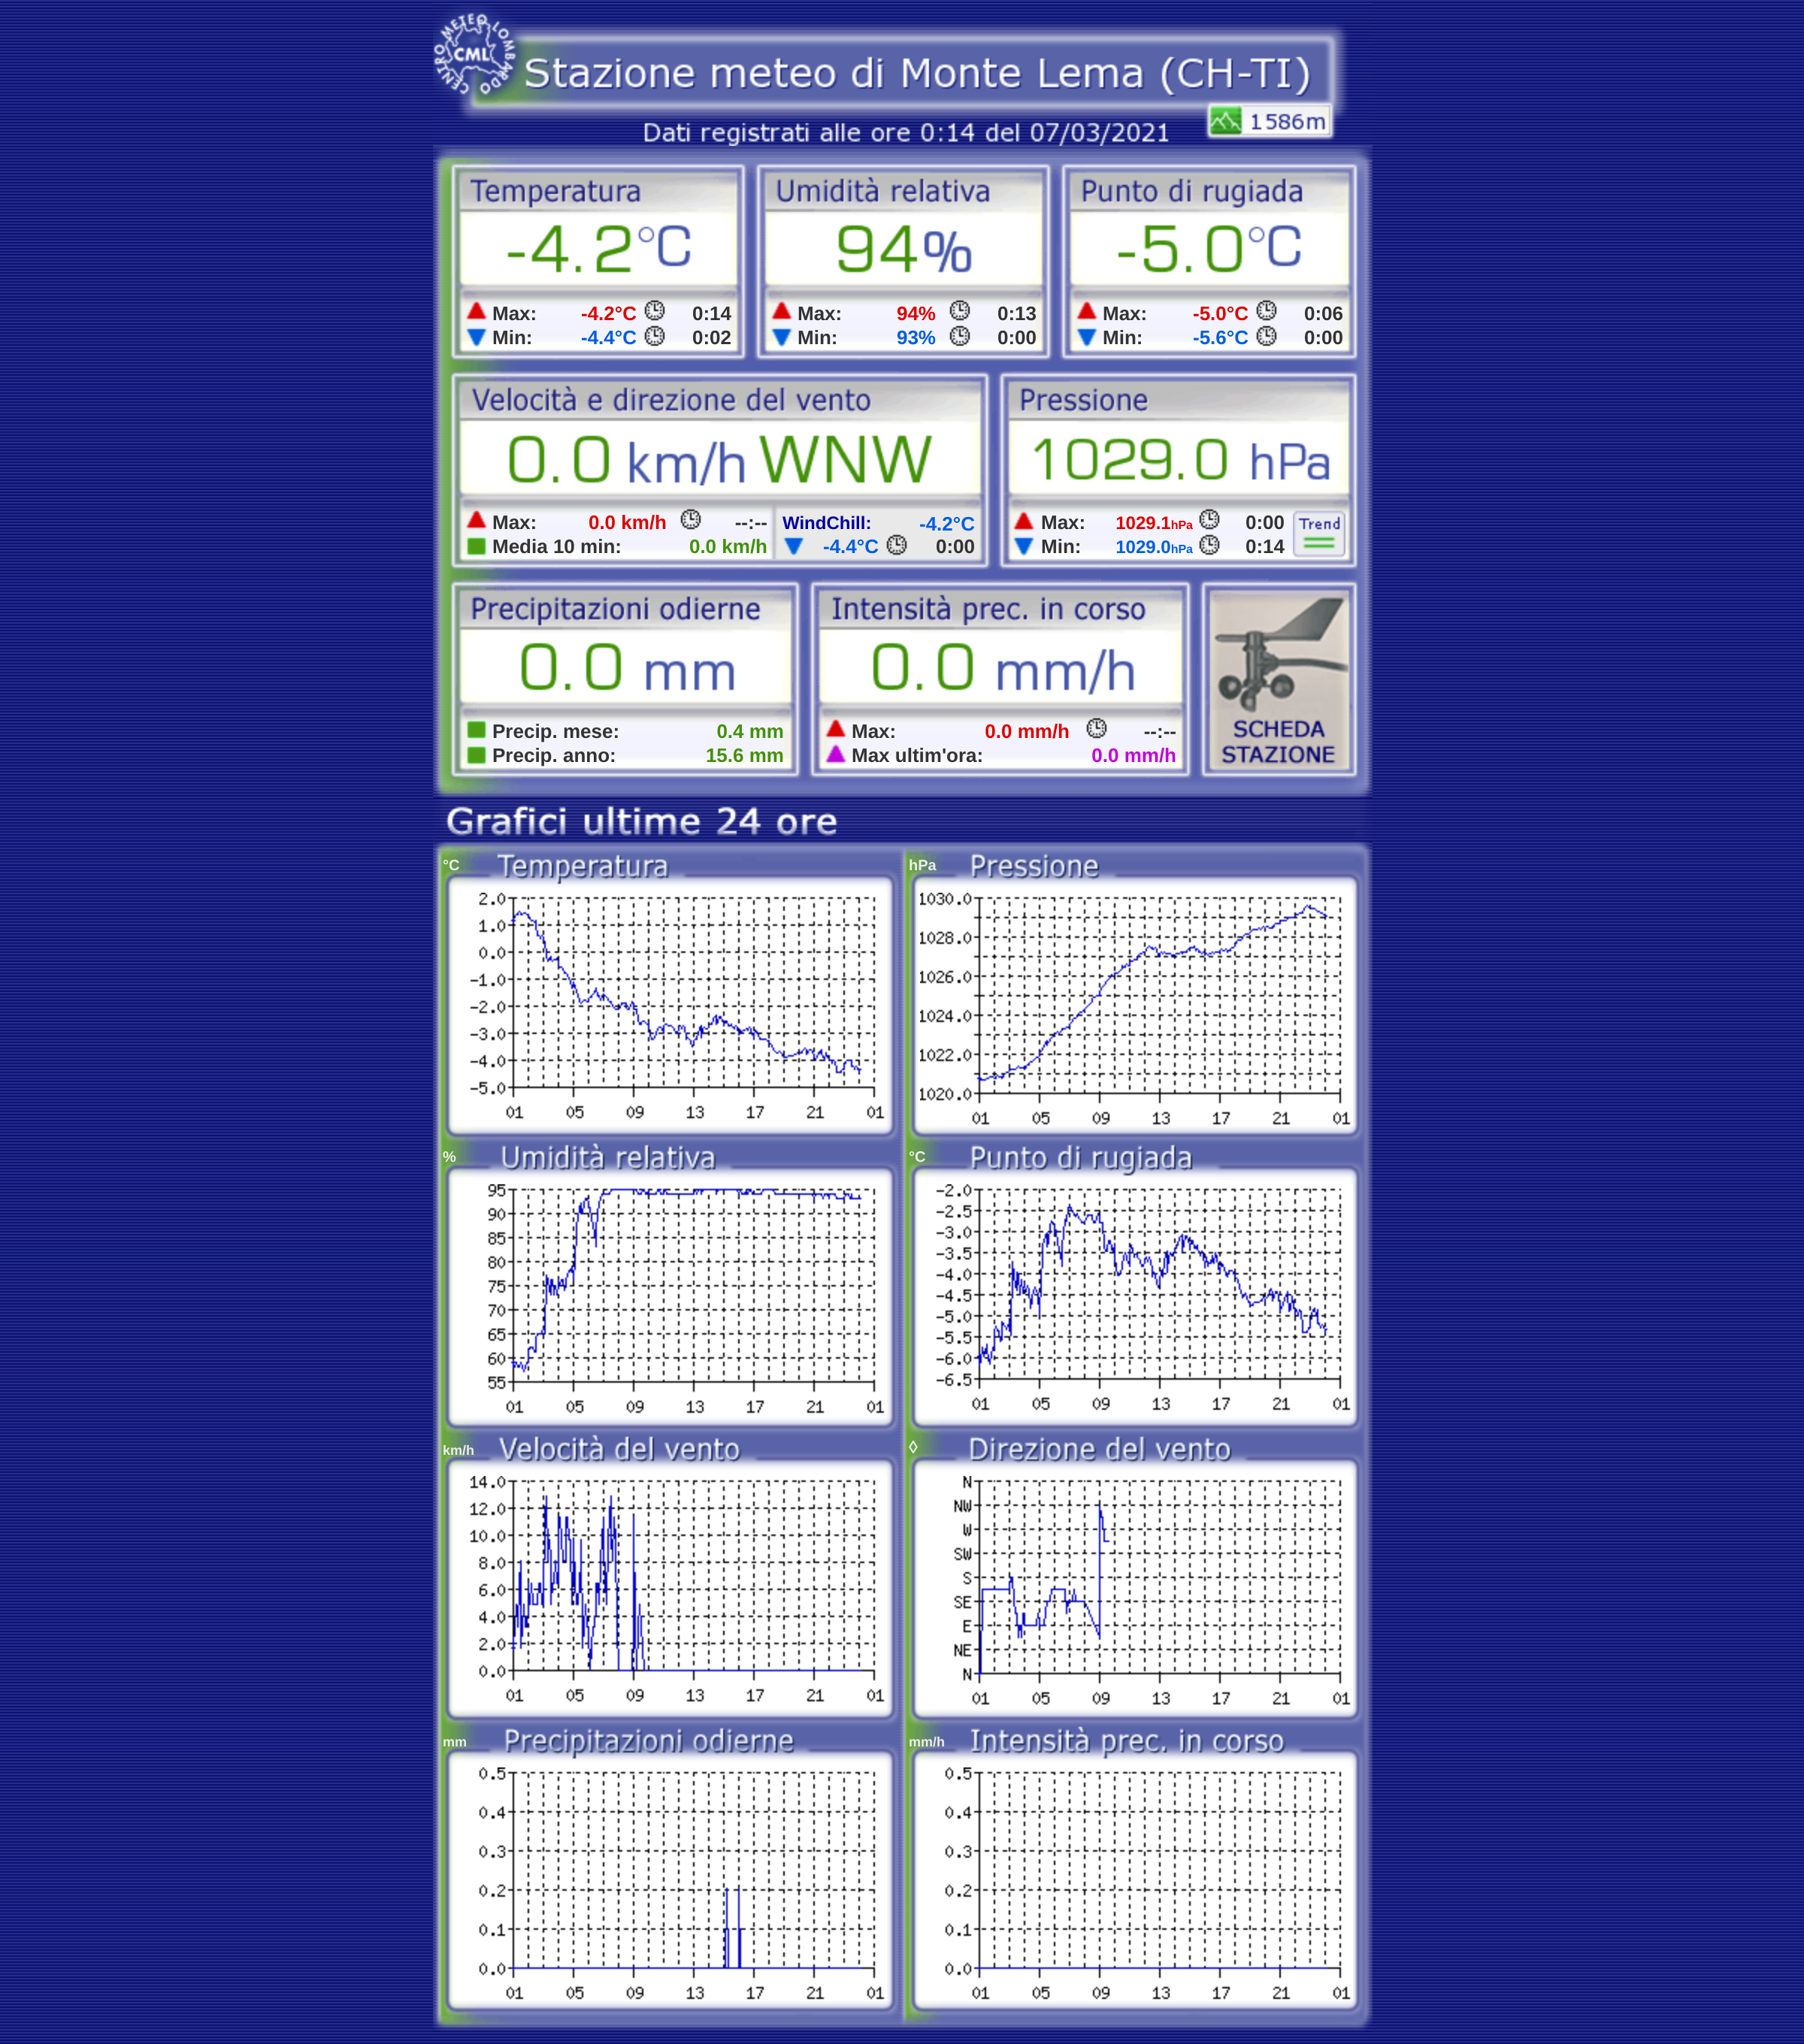 CENTRO METEO LOMBARDO
CML
Stazione meteo di Monte Lema (CH-TI)
1586m
Dati registrati alle ore 0:14 del 07/03/2021
Temperatura Umidità relativa Punto di rugiada
-4.2°C 94% -5.0°C
Max: -4.2°C 0:14 Max: 94% 0:13 Max: -5.0°C 0:06
Min: -4.4°C 0:02 Min: 93% 0:00 Min: -5.6°C 0:00
Velocità e direzione del vento Pressione
0.0 km/h WNW 1029.0 hPa
Max: 0.0 km/h --:-- WindChill: -4.2°C Max: 1029.1hPa 0:00 Trend
Media 10 min: 0.0 km/h -4.4°C 0:00 Min: 1029.0hPa 0:14
Precipitazioni odierne Intensità prec. in corso
0.0 mm 0.0 mm/h
Precip. mese: 0.4 mm Max: 0.0 mm/h --:-- SCHEDA
Precip. anno: 15.6 mm Max ultim'ora: 0.0 mm/h STAZIONE
Grafici ultime 24 ore
°C Temperatura
2.0
1.0
0.0
-1.0
-2.0
-3.0
-4.0
-5.0
01 05 09 13 17 21 01
hPa Pressione
1030.0
1028.0
1026.0
1024.0
1022.0
1020.0
01 05 09 13 17 21 01
% Umidità relativa
95
90
85
80
75
70
65
60
55
01 05 09 13 17 21 01
°C Punto di rugiada
-2.0
-2.5
-3.0
-3.5
-4.0
-4.5
-5.0
-5.5
-6.0
-6.5
01 05 09 13 17 21 01
km/h Velocità del vento
14.0
12.0
10.0
8.0
6.0
4.0
2.0
0.0
01 05 09 13 17 21 01
◊ Direzione del vento
N
NW
W
SW
S
SE
E
NE
N
01 05 09 13 17 21 01
mm Precipitazioni odierne
0.5
0.4
0.3
0.2
0.1
0.0
01 05 09 13 17 21 01
mm/h Intensità prec. in corso
0.5
0.4
0.3
0.2
0.1
0.0
01 05 09 13 17 21 01